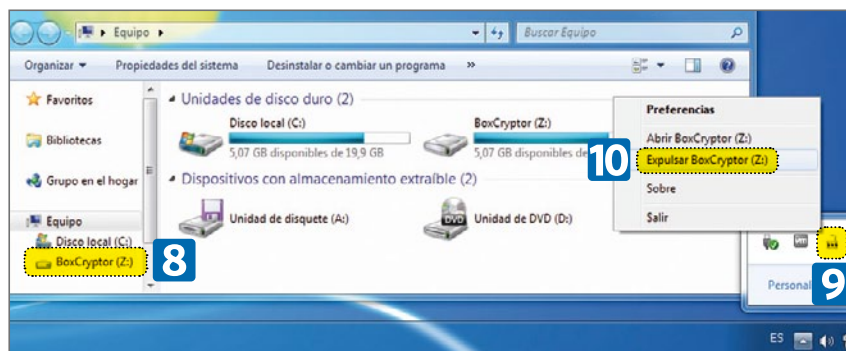 Equipo
Buscar Equipo
Organizar Propiedades del sistema Desinstalar o cambiar un programa »
Favoritos
Bibliotecas
Grupo en el hogar
Equipo
Disco local (C:)
BoxCryptor (Z:)
8
Unidades de disco duro (2)
Disco local (C:)
5,07 GB disponibles de 19,9 GB
BoxCryptor (Z:)
5,07 GB disponibles de
Dispositivos con almacenamiento extraíble (2)
Unidad de disquete (A:)
DVD
Unidad de DVD (D:)
Preferencias
Abrir BoxCryptor (Z:)
10
Expulsar BoxCryptor (Z:)
Sobre
Salir
9
Personal
ES